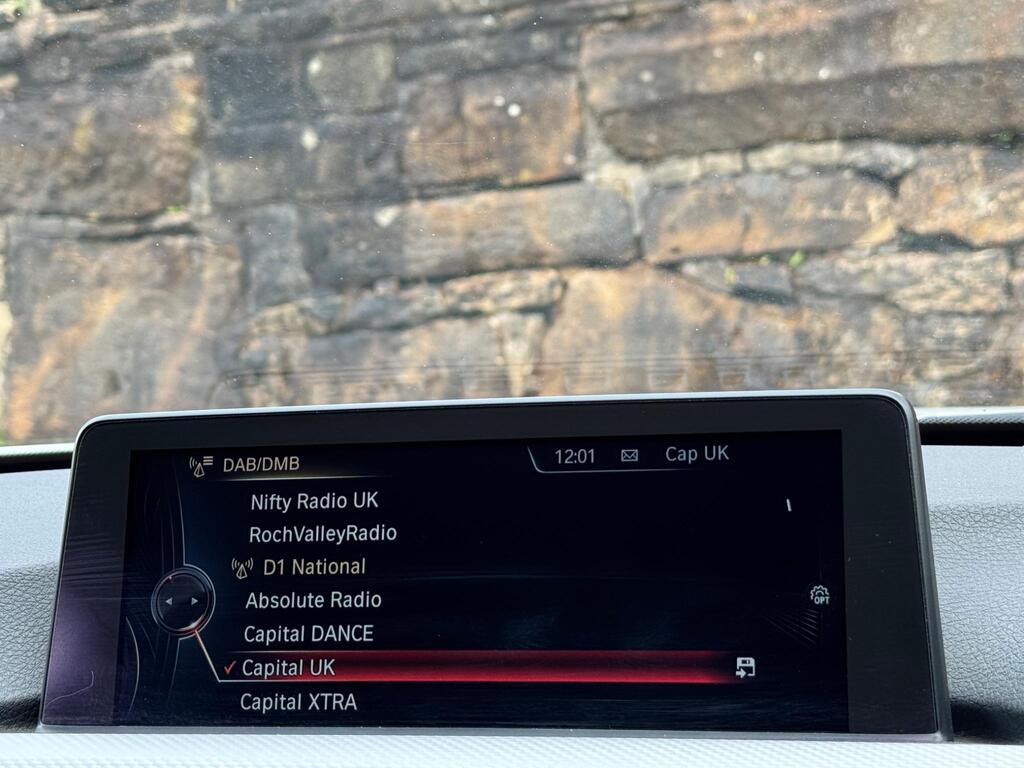 DAB/DMB
12:01 Cap UK
Nifty Radio UK
RochValleyRadio
D1 National
Absolute Radio
OPT
Capital DANCE
Capital UK
Capital XTRA